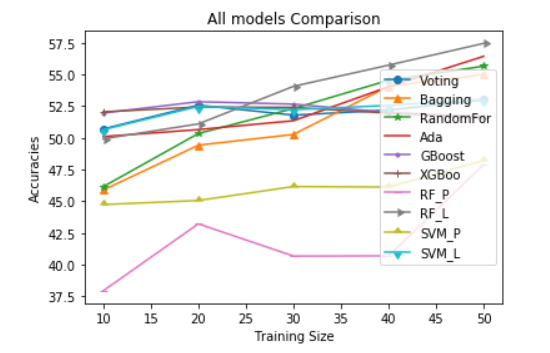 All models Comparison
57.5
55.0
52.5
50.0
47.5
45.0
42.5
40.0
37.5
Accuracies
Voting
Bagging
RandomFor
Ada
GBoost
XGBoo
RF_P
RF_L
SVM_P
SVM_L
10 15 20 25 30 35 40 45 50
Training Size